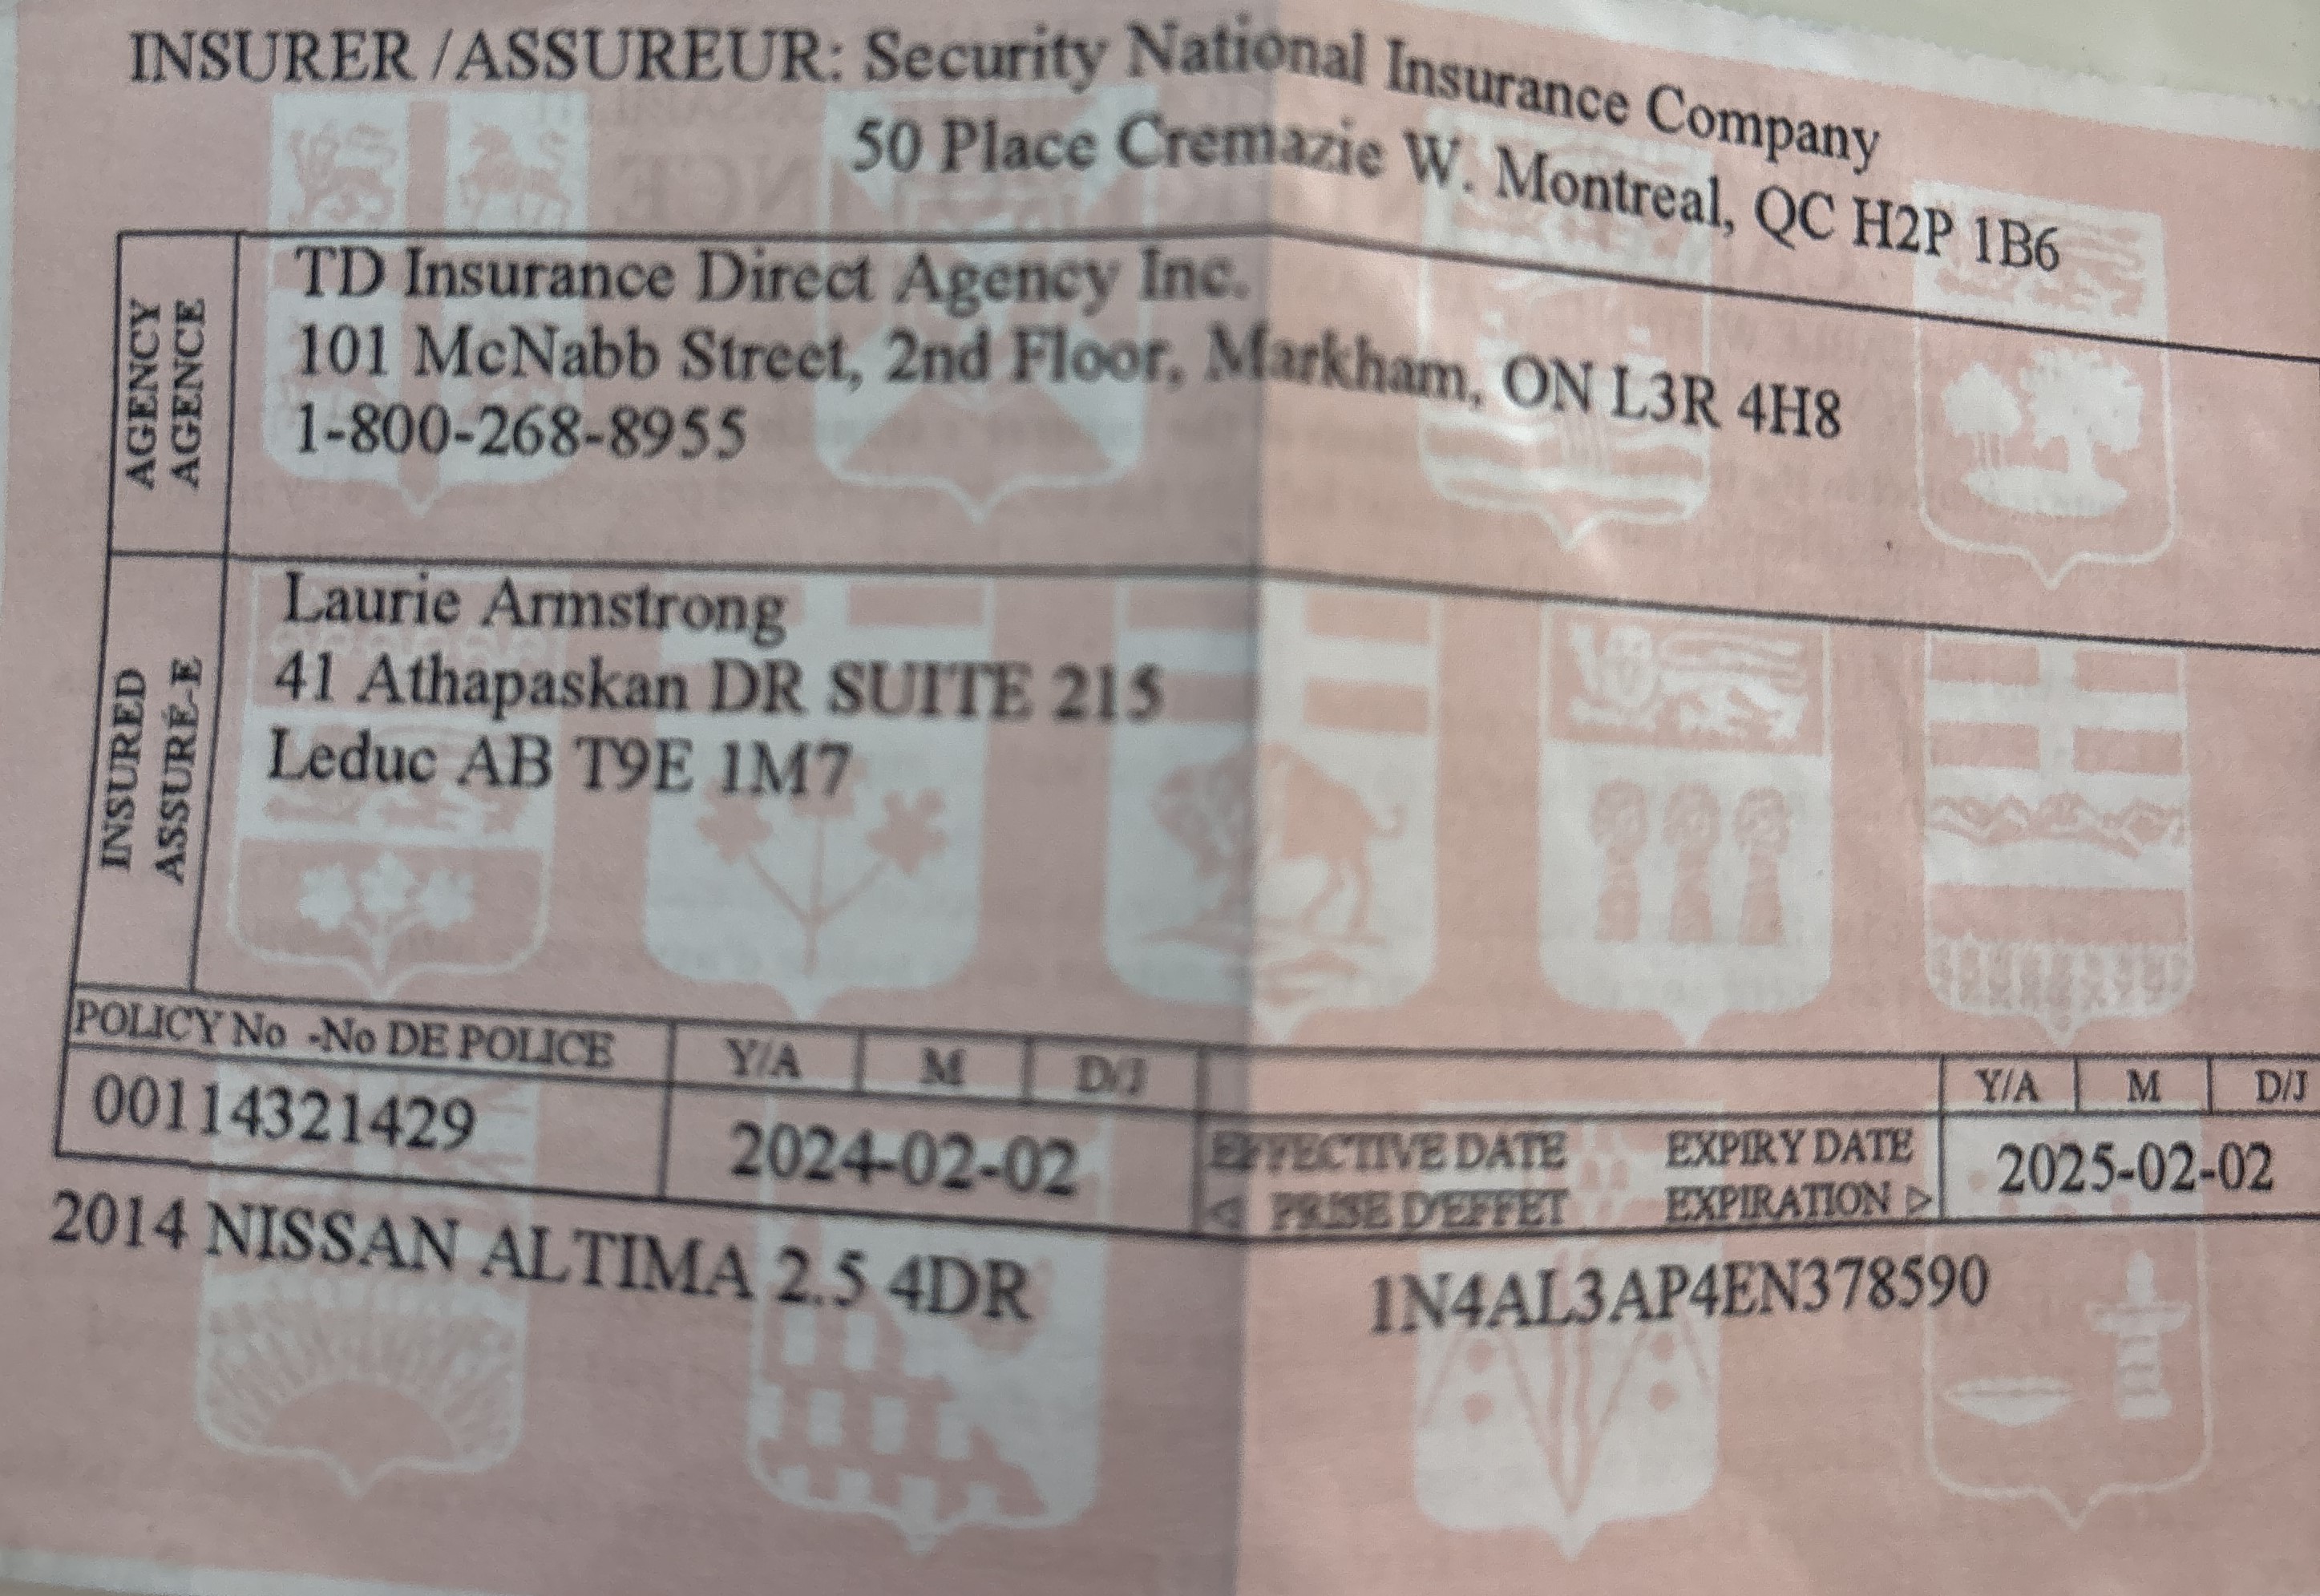 INSURER / ASSUREUR: Security National Insurance Company
50 Place Cremazie W. Montreal, QC H2P 1B6
AGENCY
AGENCE
TD Insurance Direct Agency Inc.
101 McNabb Street, 2nd Floor, Markham, ON L3R 4H8
1-800-268-8955
INSURED
ASSURÉ-E
Laurie Armstrong
41 Athapaskan DR SUITE 215
Leduc AB T9E 1M7
POLICY No -No DE POLICE Y/A M D/J Y/A M D/J
00114321429 2024-02-02 EFFECTIVE DATE EXPIRY DATE 2025-02-02
◁ PRISE D'EFFET EXPIRATION ▷
2014 NISSAN ALTIMA 2.5 4DR 1N4AL3AP4EN378590